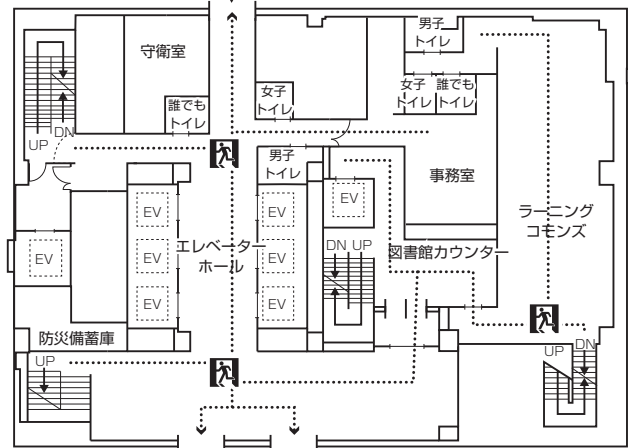 男子
トイレ
守衛室
女子
トイレ
女子
トイレ
誰でも
トイレ
誰でも
トイレ
UP
DN
男子
トイレ
事務室
EV
EV
EV
ラーニング
コモンズ
エレベーター
ホール
EV
EV
EV
DN
UP
図書館カウンター
EV
EV
防災備蓄庫
UP
UP
DN